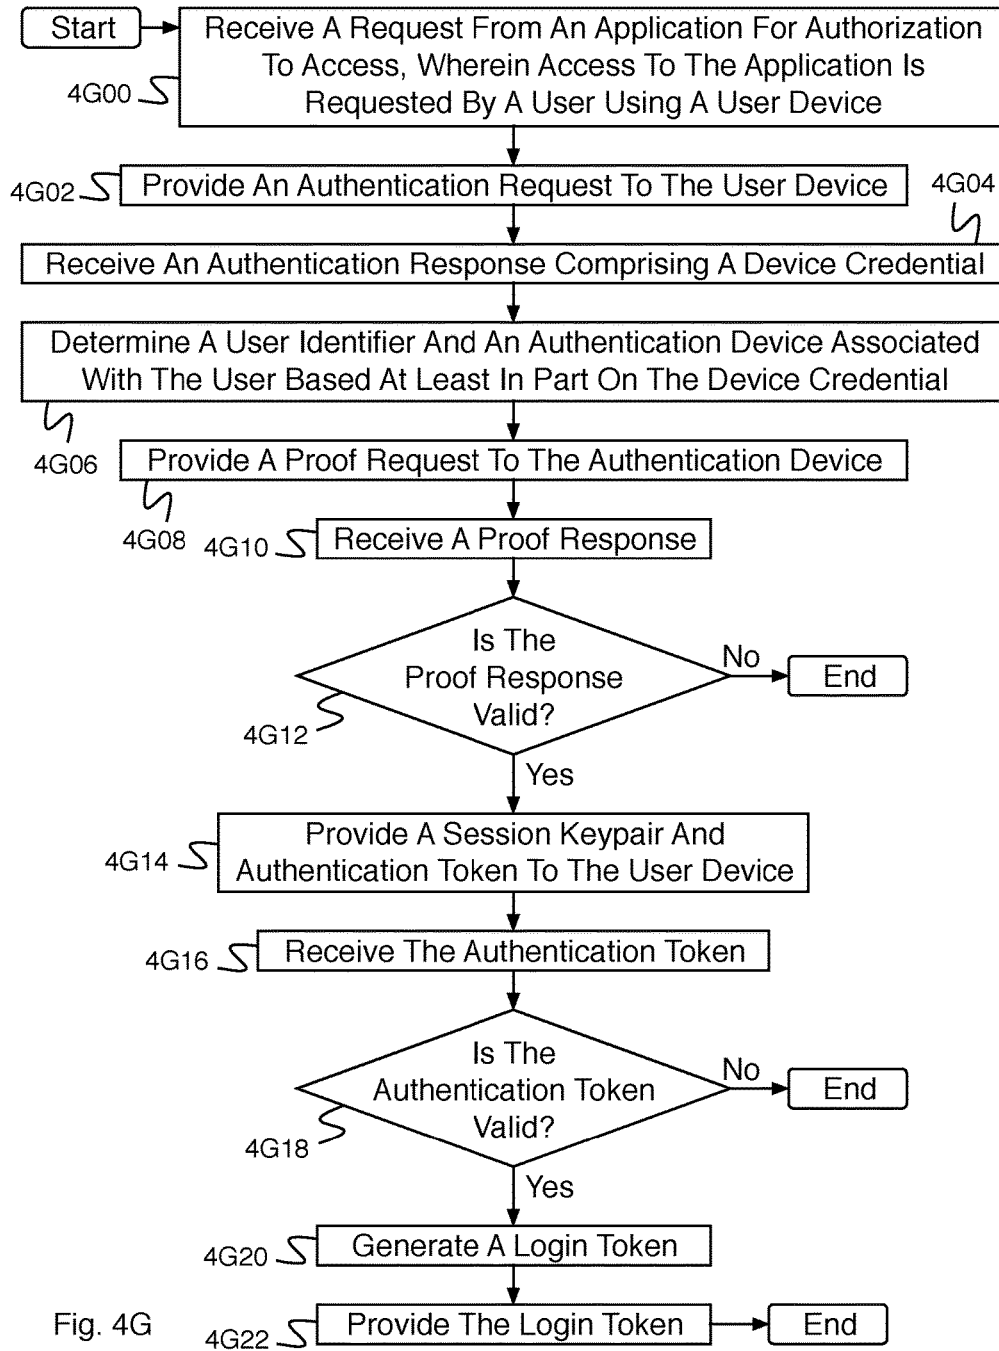 Start
Receive A Request From An Application For Authorization
To Access, Wherein Access To The Application Is
Requested By A User Using A User Device
4G00
Provide An Authentication Request To The User Device
4G02
4G04
Receive An Authentication Response Comprising A Device Credential
Determine A User Identifier And An Authentication Device Associated
With The User Based At Least In Part On The Device Credential
4G06
Provide A Proof Request To The Authentication Device
4G08
4G10
Receive A Proof Response
Is The
Proof Response
Valid?
No
End
4G12
Yes
Provide A Session Keypair And
Authentication Token To The User Device
4G14
Receive The Authentication Token
4G16
Is The
Authentication Token
Valid?
No
End
4G18
Yes
Generate A Login Token
4G20
Provide The Login Token
End
4G22
Fig. 4G